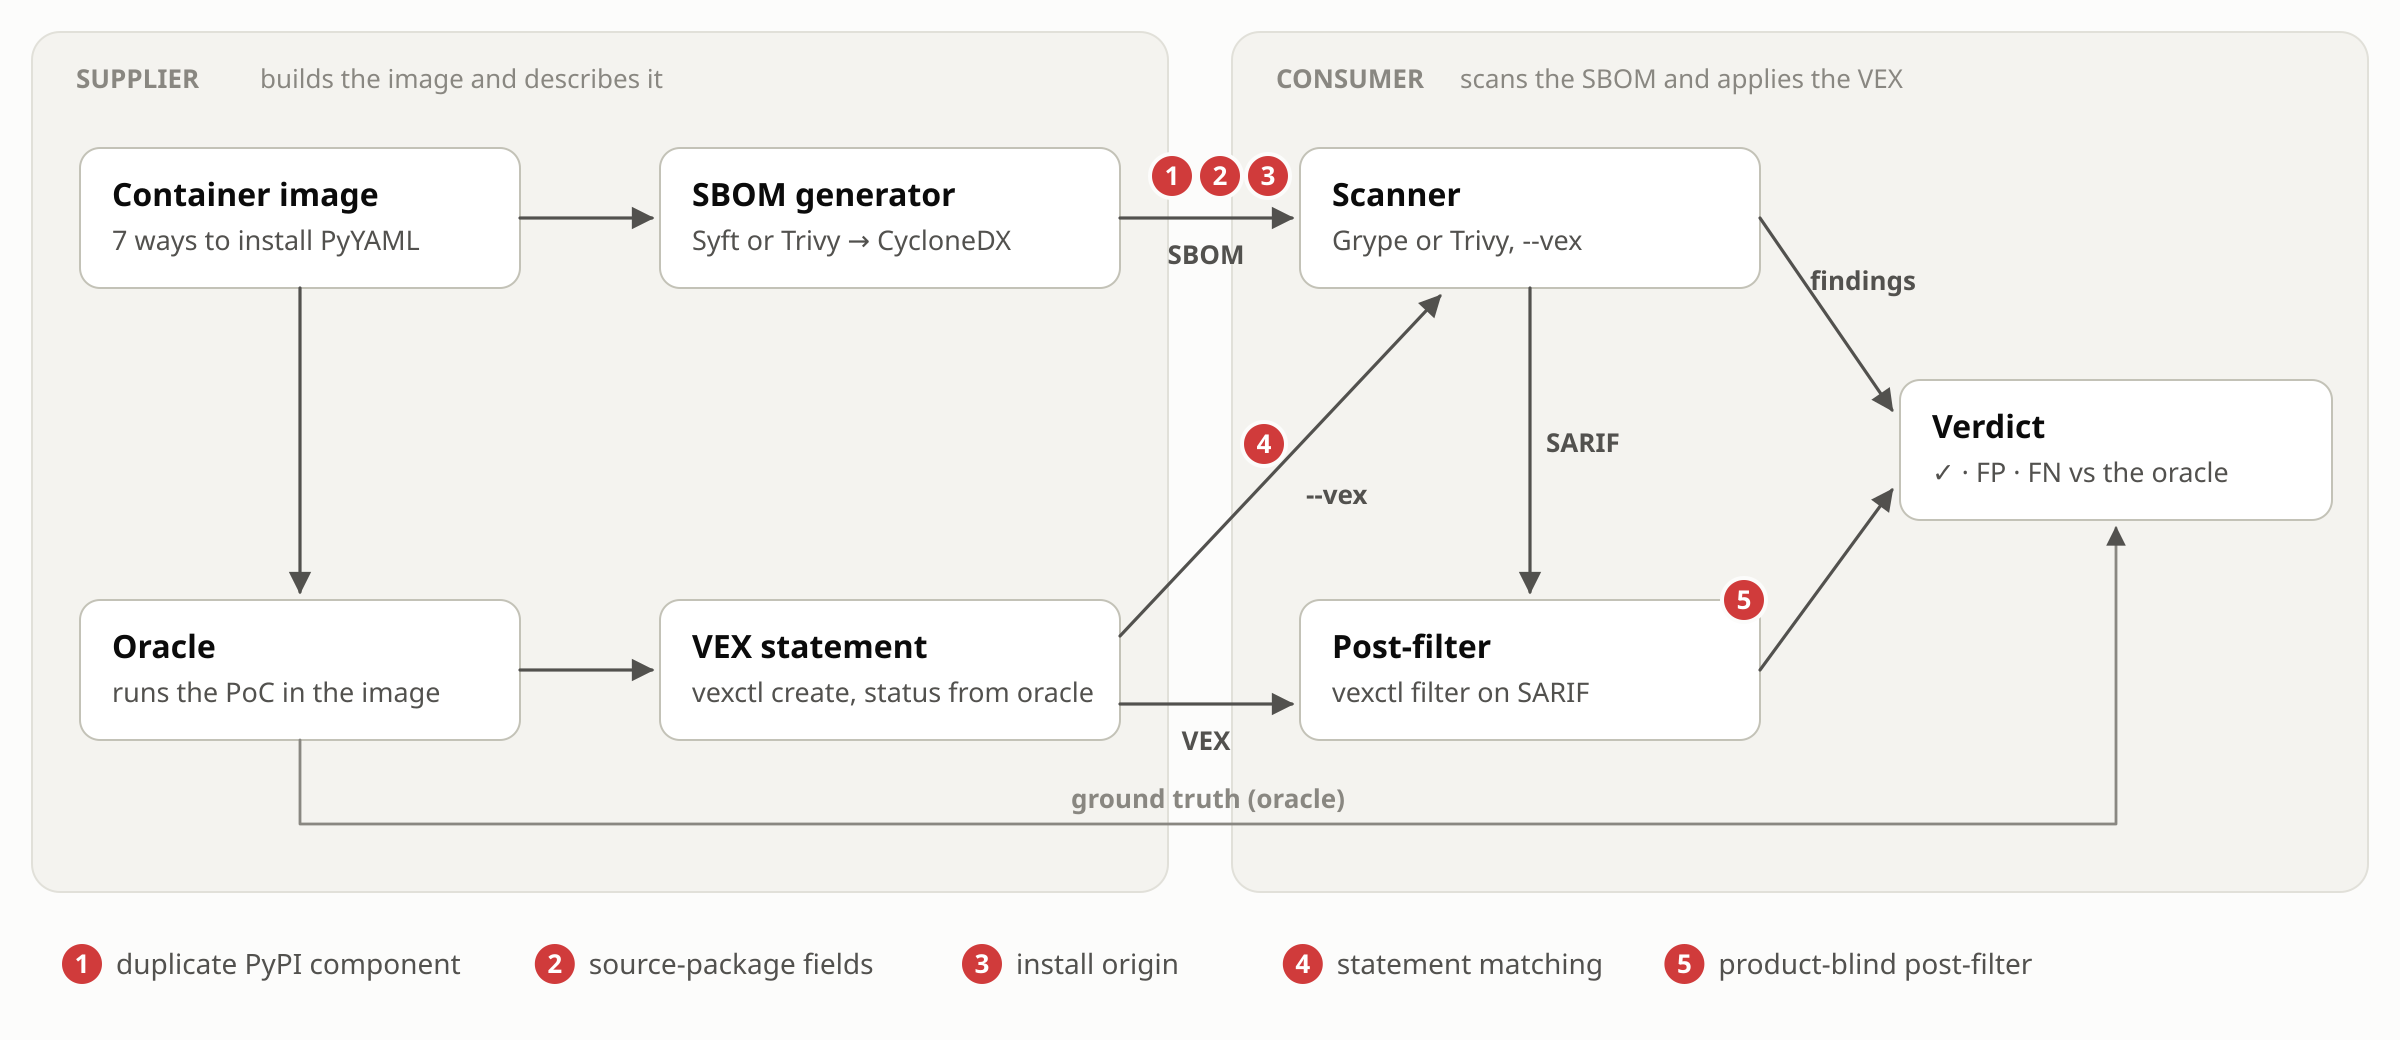 SUPPLIER builds the image and describes it
CONSUMER scans the SBOM and applies the VEX
Container image
7 ways to install PyYAML
SBOM generator
Syft or Trivy → CycloneDX
1 2 3
SBOM
Scanner
Grype or Trivy, --vex
findings
4
--vex
SARIF
Verdict
✓ · FP · FN vs the oracle
Oracle
runs the PoC in the image
VEX statement
vexctl create, status from oracle
VEX
5
Post-filter
vexctl filter on SARIF
ground truth (oracle)
1 duplicate PyPI component
2 source-package fields
3 install origin
4 statement matching
5 product-blind post-filter